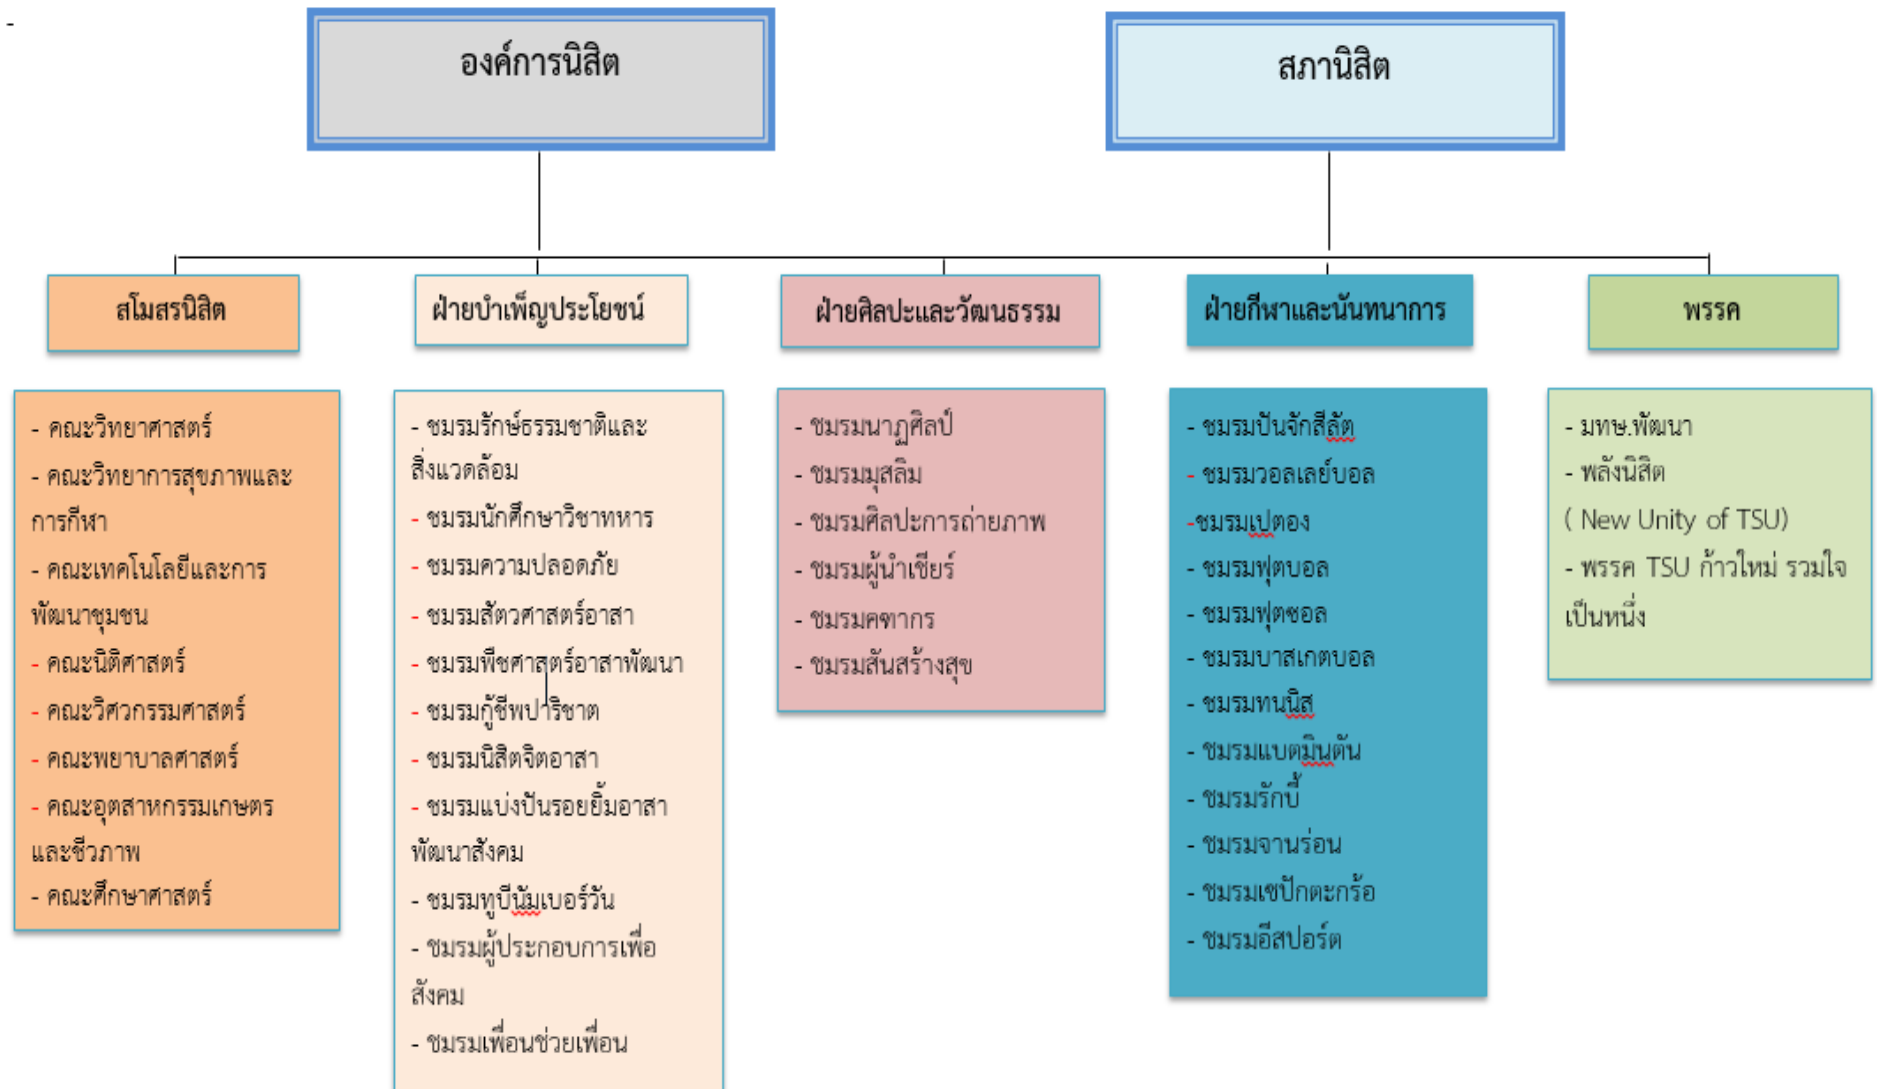 -
องค์การนิสิต
สภานิสิต
สโมสรนิสิต
ฝ่ายบำเพ็ญประโยชน์
ฝ่ายศิลปะและวัฒนธรรม
ฝ่ายกีฬาและนันทนาการ
พรรค
- คณะวิทยาศาสตร์
- คณะวิทยาการสุขภาพและ
การกีฬา
- คณะเทคโนโลยีและการ
พัฒนาชุมชน
- คณะนิติศาสตร์
- คณะวิศวกรรมศาสตร์
- คณะพยาบาลศาสตร์
- คณะอุตสาหกรรมเกษตร
และชีวภาพ
- คณะศึกษาศาสตร์
- ชมรมรักษ์ธรรมชาติและ
สิ่งแวดล้อม
- ชมรมนักศึกษาวิชาทหาร
- ชมรมความปลอดภัย
- ชมรมสัตวศาสตร์อาสา
- ชมรมพืชศาสตร์อาสาพัฒนา
- ชมรมกู้ชีพปาริชาต
- ชมรมนิสิตจิตอาสา
- ชมรมแบ่งปันรอยยิ้มอาสา
พัฒนาสังคม
- ชมรมทูบีนัมเบอร์วัน
- ชมรมผู้ประกอบการเพื่อ
สังคม
- ชมรมเพื่อนช่วยเพื่อน
- ชมรมนาฏศิลป์
- ชมรมมุสลิม
- ชมรมศิลปะการถ่ายภาพ
- ชมรมผู้นำเชียร์
- ชมรมคฑากร
- ชมรมสันสร้างสุข
- ชมรมปันจักสีลัต
- ชมรมวอลเลย์บอล
-ชมรมเปตอง
- ชมรมฟุตบอล
- ชมรมฟุตซอล
- ชมรมบาสเกตบอล
- ชมรมทนนิส
- ชมรมแบตมินตัน
- ชมรมรักบี้
- ชมรมจานร่อน
- ชมรมเซปักตะกร้อ
- ชมรมอีสปอร์ต
- มทษ.พัฒนา
- พลังนิสิต
( New Unity of TSU)
- พรรค TSU ก้าวใหม่ รวมใจ
เป็นหนึ่ง